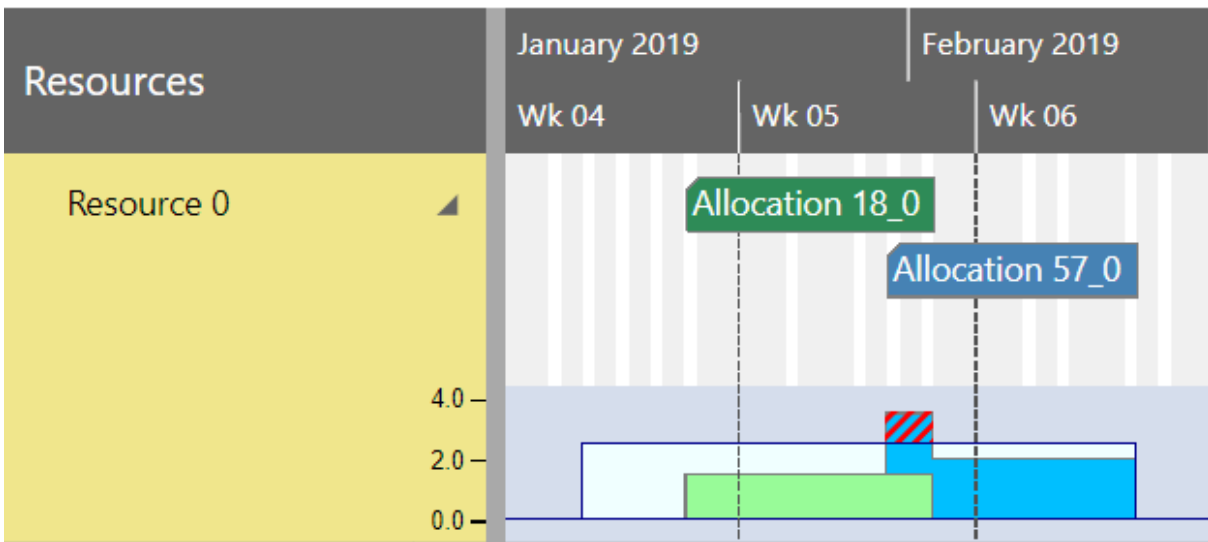 Resources
January 2019
February 2019
Wk 04
Wk 05
Wk 06
Resource 0
Allocation 18_0
Allocation 57_0
4.0
2.0
0.0